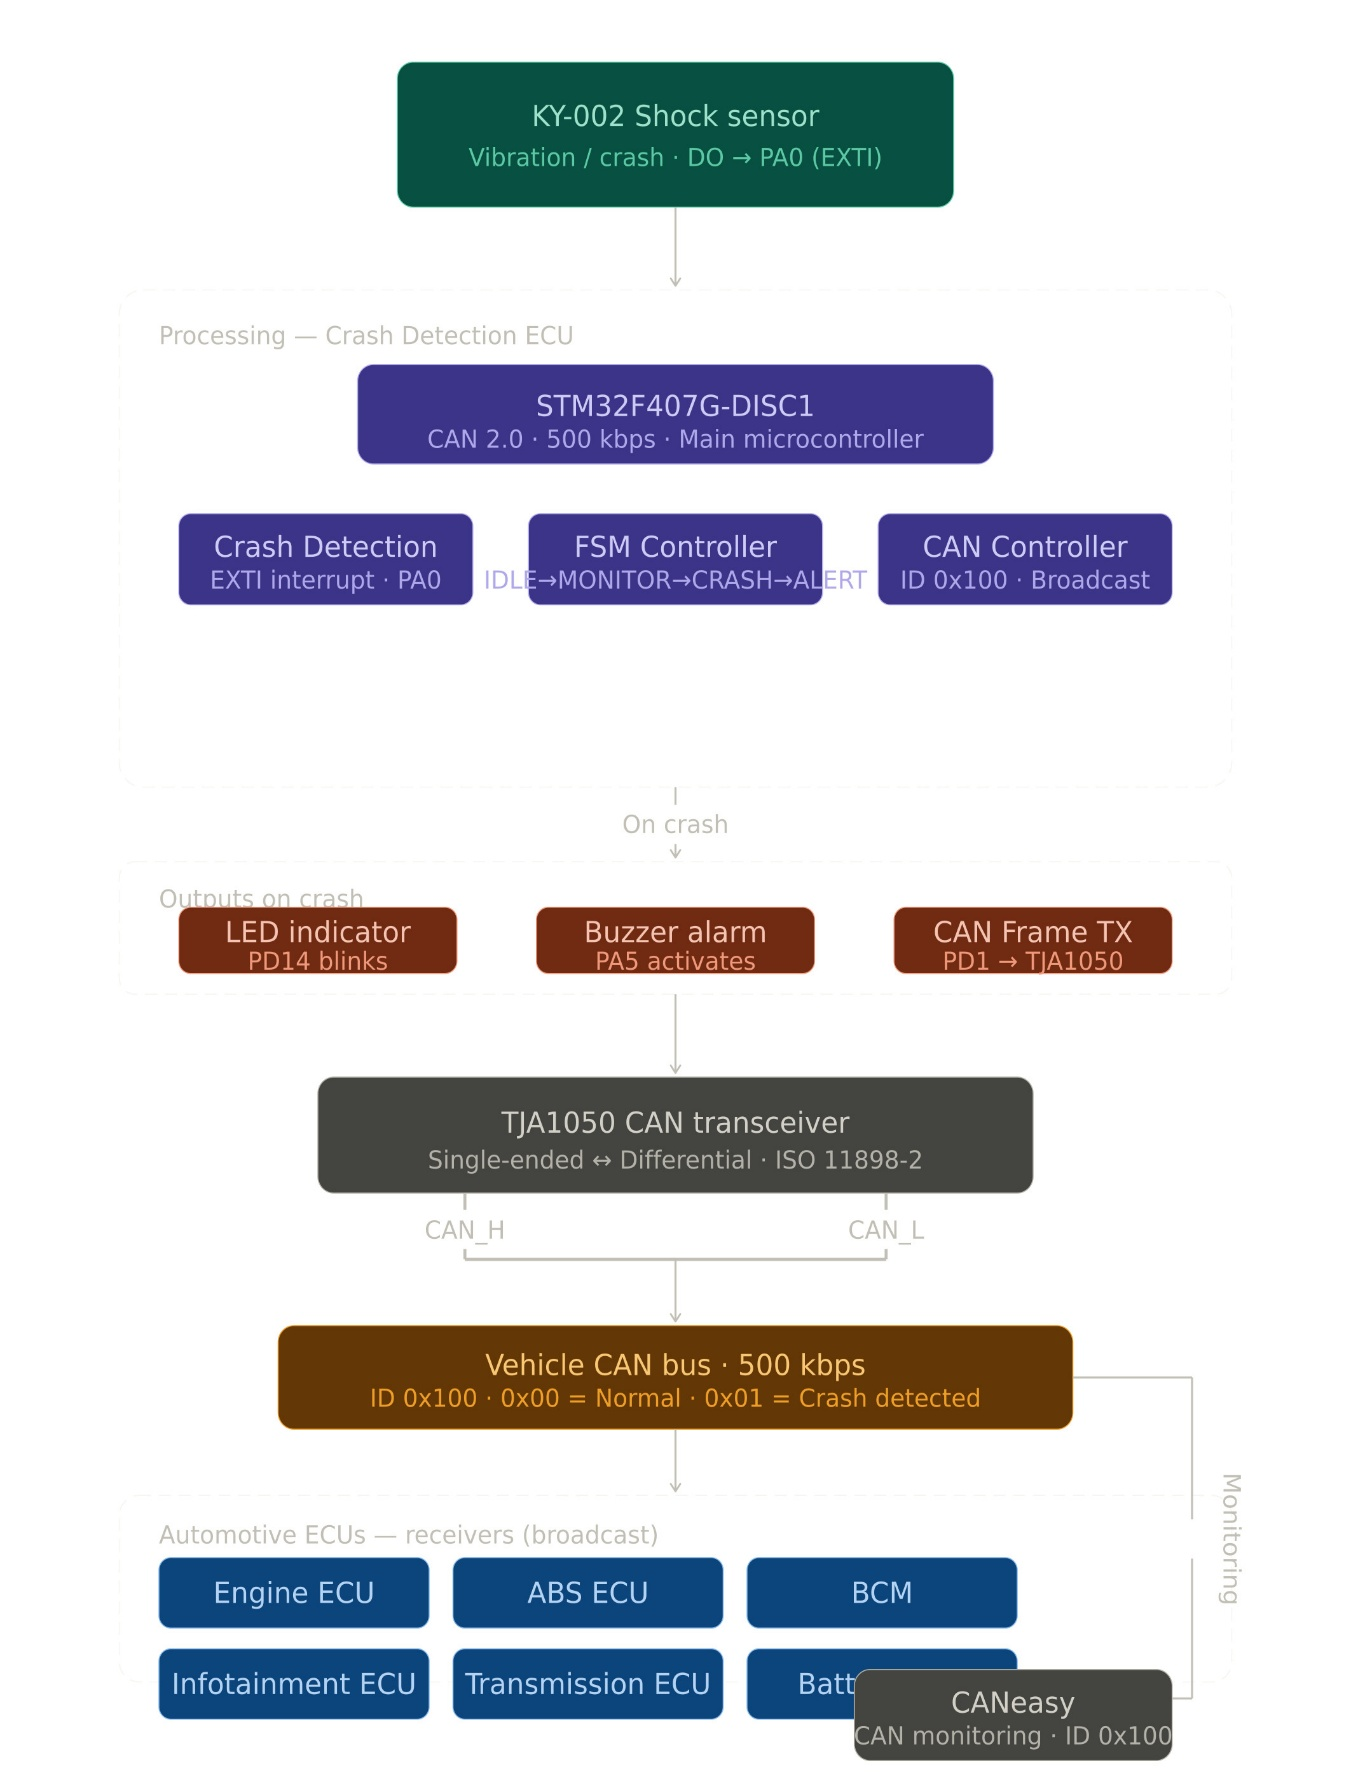 KY-002 Shock sensor
Vibration / crash · DO → PA0 (EXTI)
Processing — Crash Detection ECU
STM32F407G-DISC1
CAN 2.0 · 500 kbps · Main microcontroller
Crash Detection
EXTI interrupt · PA0
FSM Controller
IDLE→MONITOR→CRASH→ALERT
CAN Controller
ID 0x100 · Broadcast
On crash
Outputs on crash
LED indicator
PD14 blinks
Buzzer alarm
PA5 activates
CAN Frame TX
PD1 → TJA1050
TJA1050 CAN transceiver
Single-ended ↔ Differential · ISO 11898-2
CAN_H
CAN_L
Vehicle CAN bus · 500 kbps
ID 0x100 · 0x00 = Normal · 0x01 = Crash detected
Monitoring
Automotive ECUs — receivers (broadcast)
Engine ECU
ABS ECU
BCM
Infotainment ECU
Transmission ECU
CANeasy
CAN monitoring · ID 0x100